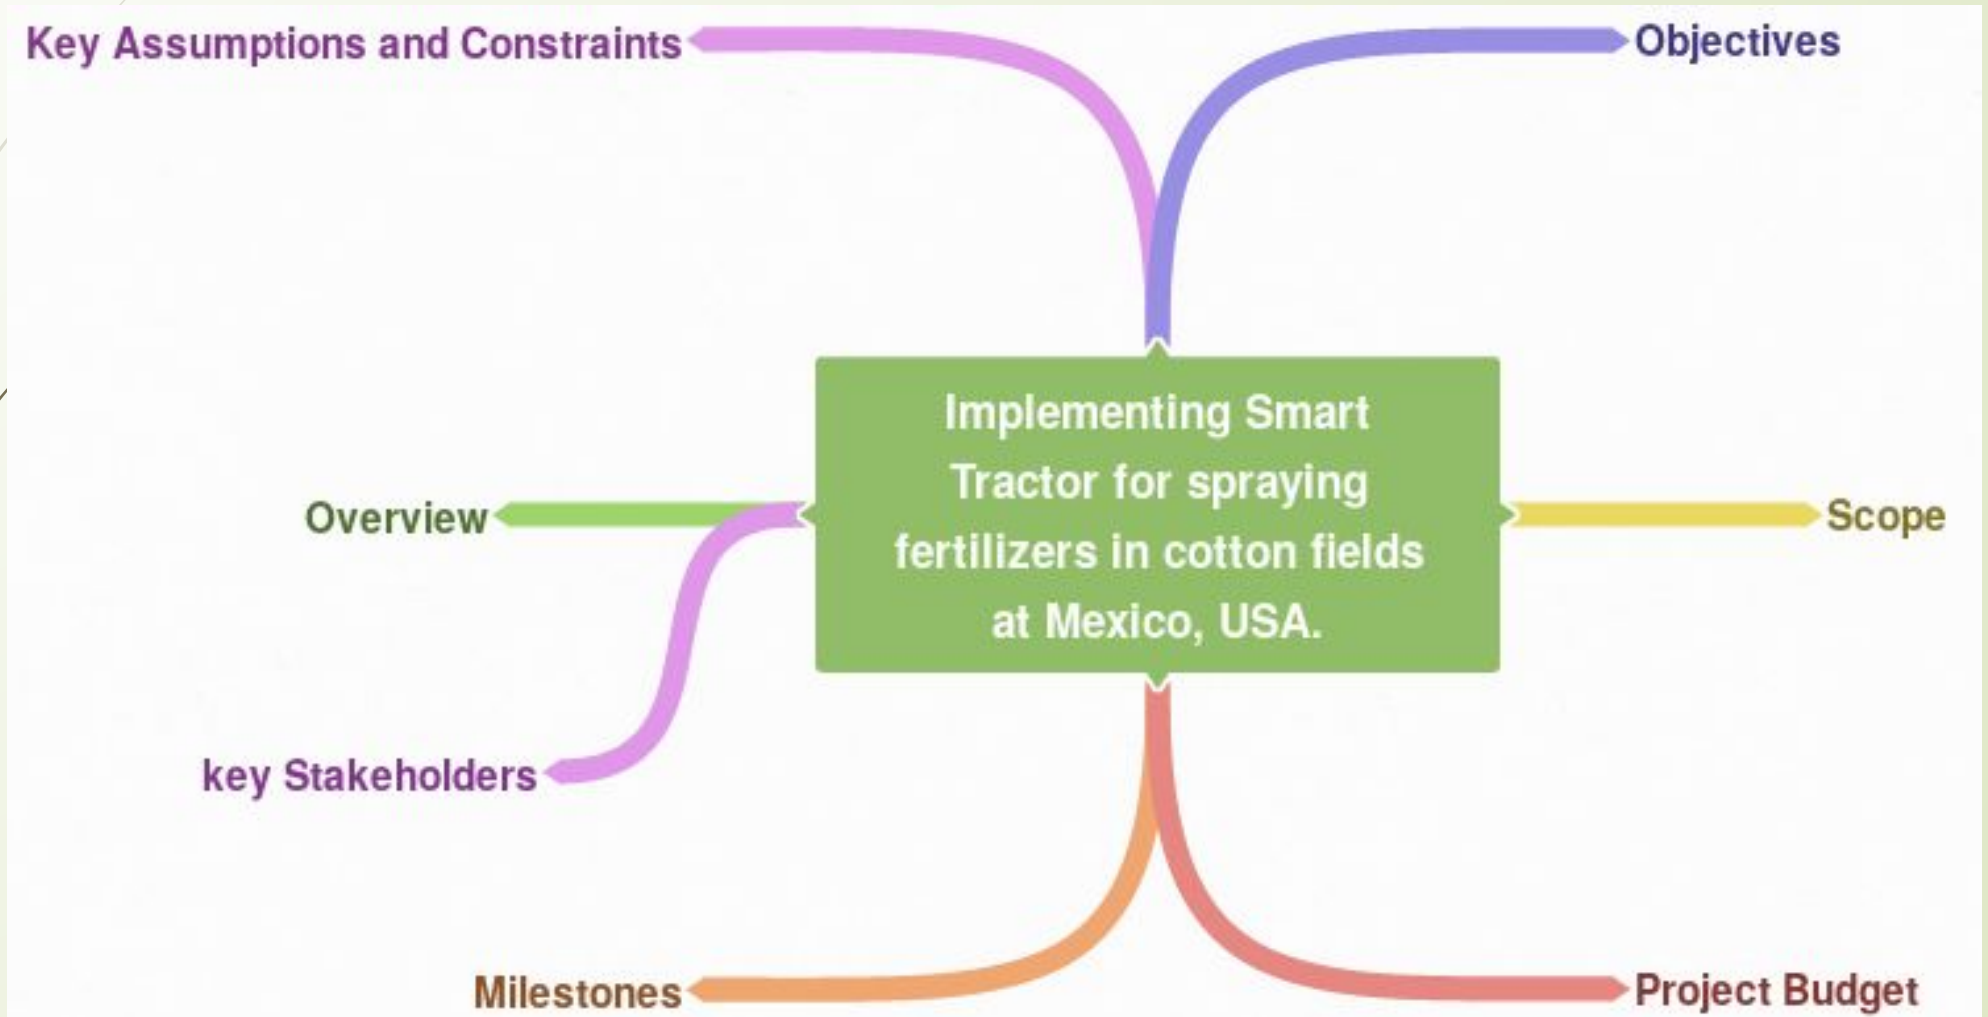 Key Assumptions and Constraints
Objectives
Implementing Smart
Tractor for spraying
fertilizers in cotton fields
at Mexico, USA.
Overview
Scope
key Stakeholders
Milestones
Project Budget